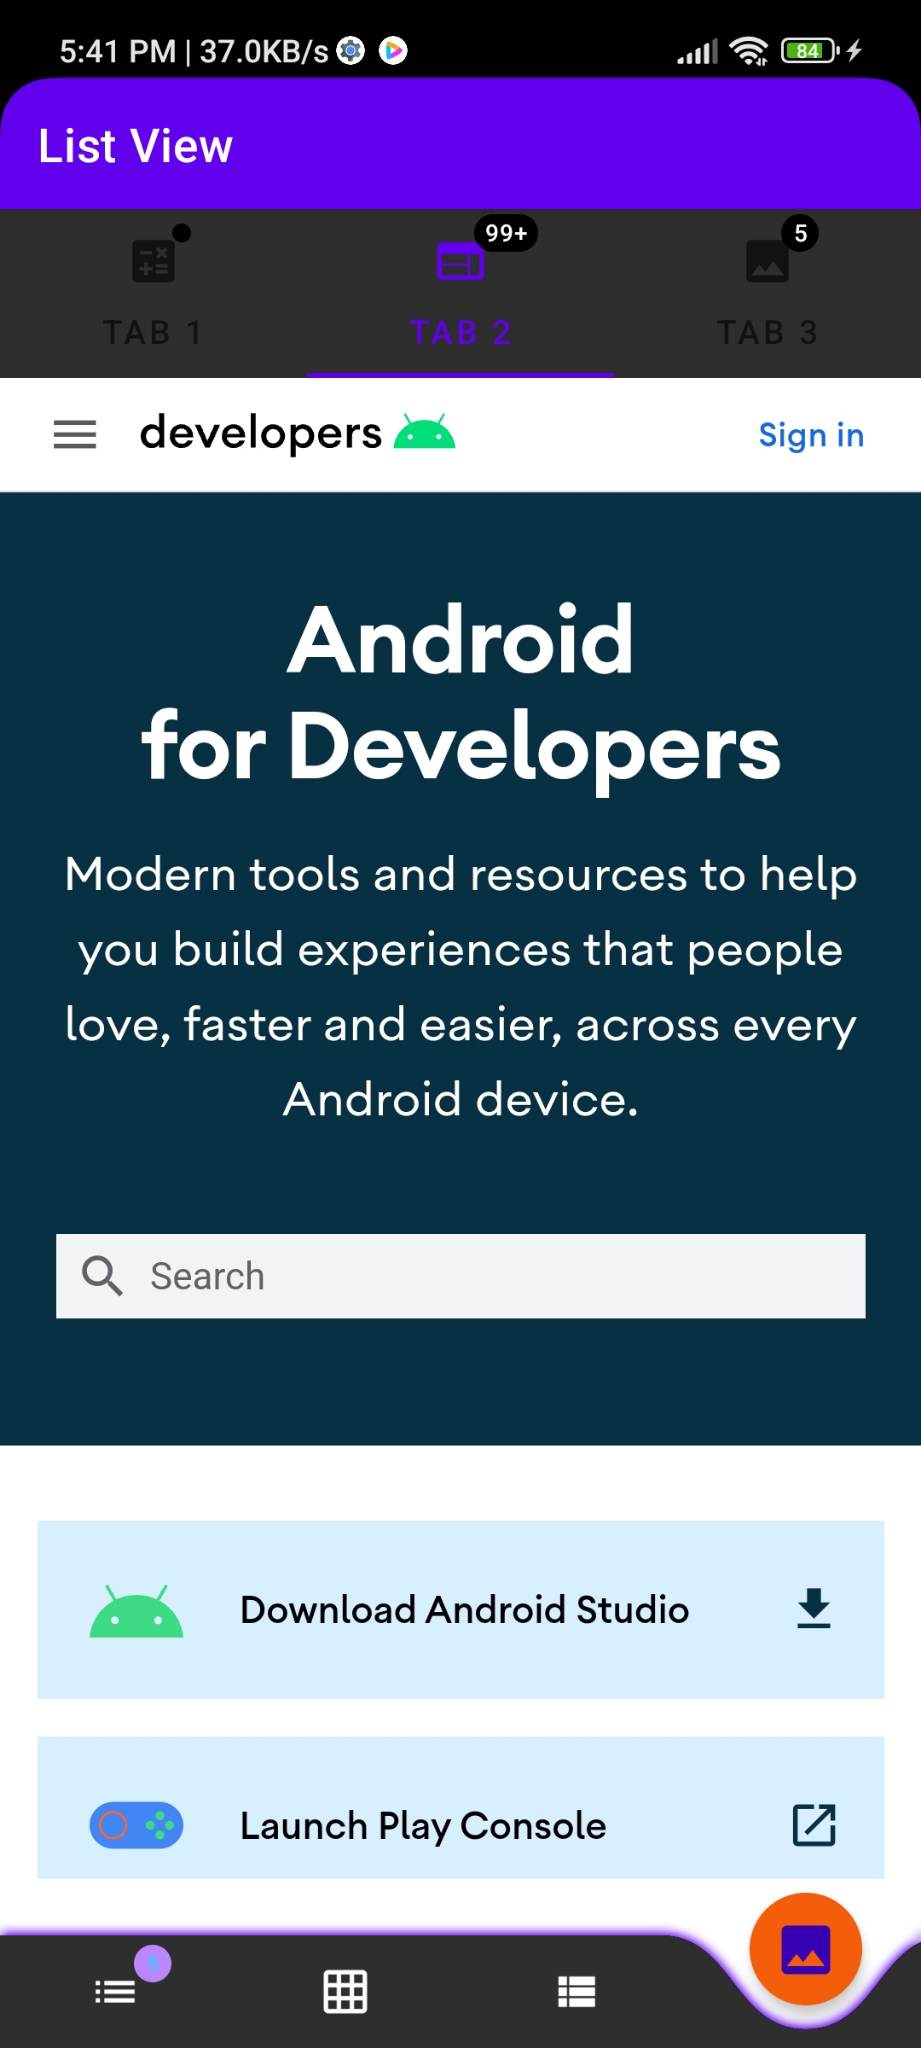 5:41 PM | 37.0KB/s
84
List View
99+
5
TAB 1
TAB 2
TAB 3
developers
Sign in
Android
for Developers
Modern tools and resources to help
you build experiences that people
love, faster and easier, across every
Android device.
Search
Download Android Studio
Launch Play Console
5